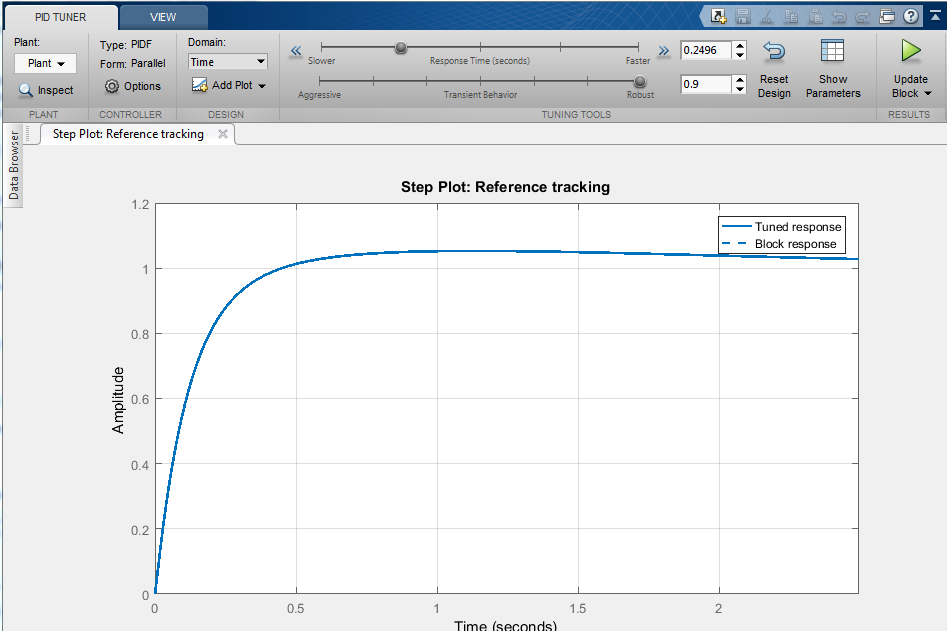 PID TUNER VIEW
Plant: Type: PIDF Domain:
Plant Form: Parallel Time Slower Response Time (seconds) Faster 0.2496
Inspect Options Add Plot Aggressive Transient Behavior Robust 0.9 Reset Design Show Parameters Update Block
PLANT CONTROLLER DESIGN TUNING TOOLS RESULTS
Data Browser
Step Plot: Reference tracking
Step Plot: Reference tracking
Tuned response
Block response
Amplitude
1.2
1
0.8
0.6
0.4
0.2
0
0 0.5 1 1.5 2
Time (seconds)